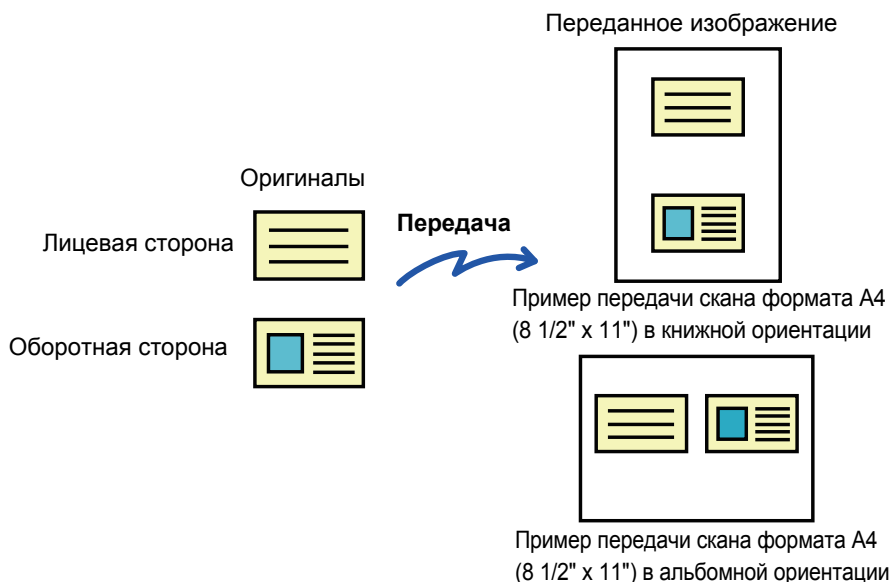 Переданное изображение
Оригиналы
Лицевая сторона
Передача
Оборотная сторона
Пример передачи скана формата A4
(8 1/2" x 11") в книжной ориентации
Пример передачи скана формата A4
(8 1/2" x 11") в альбомной ориентации